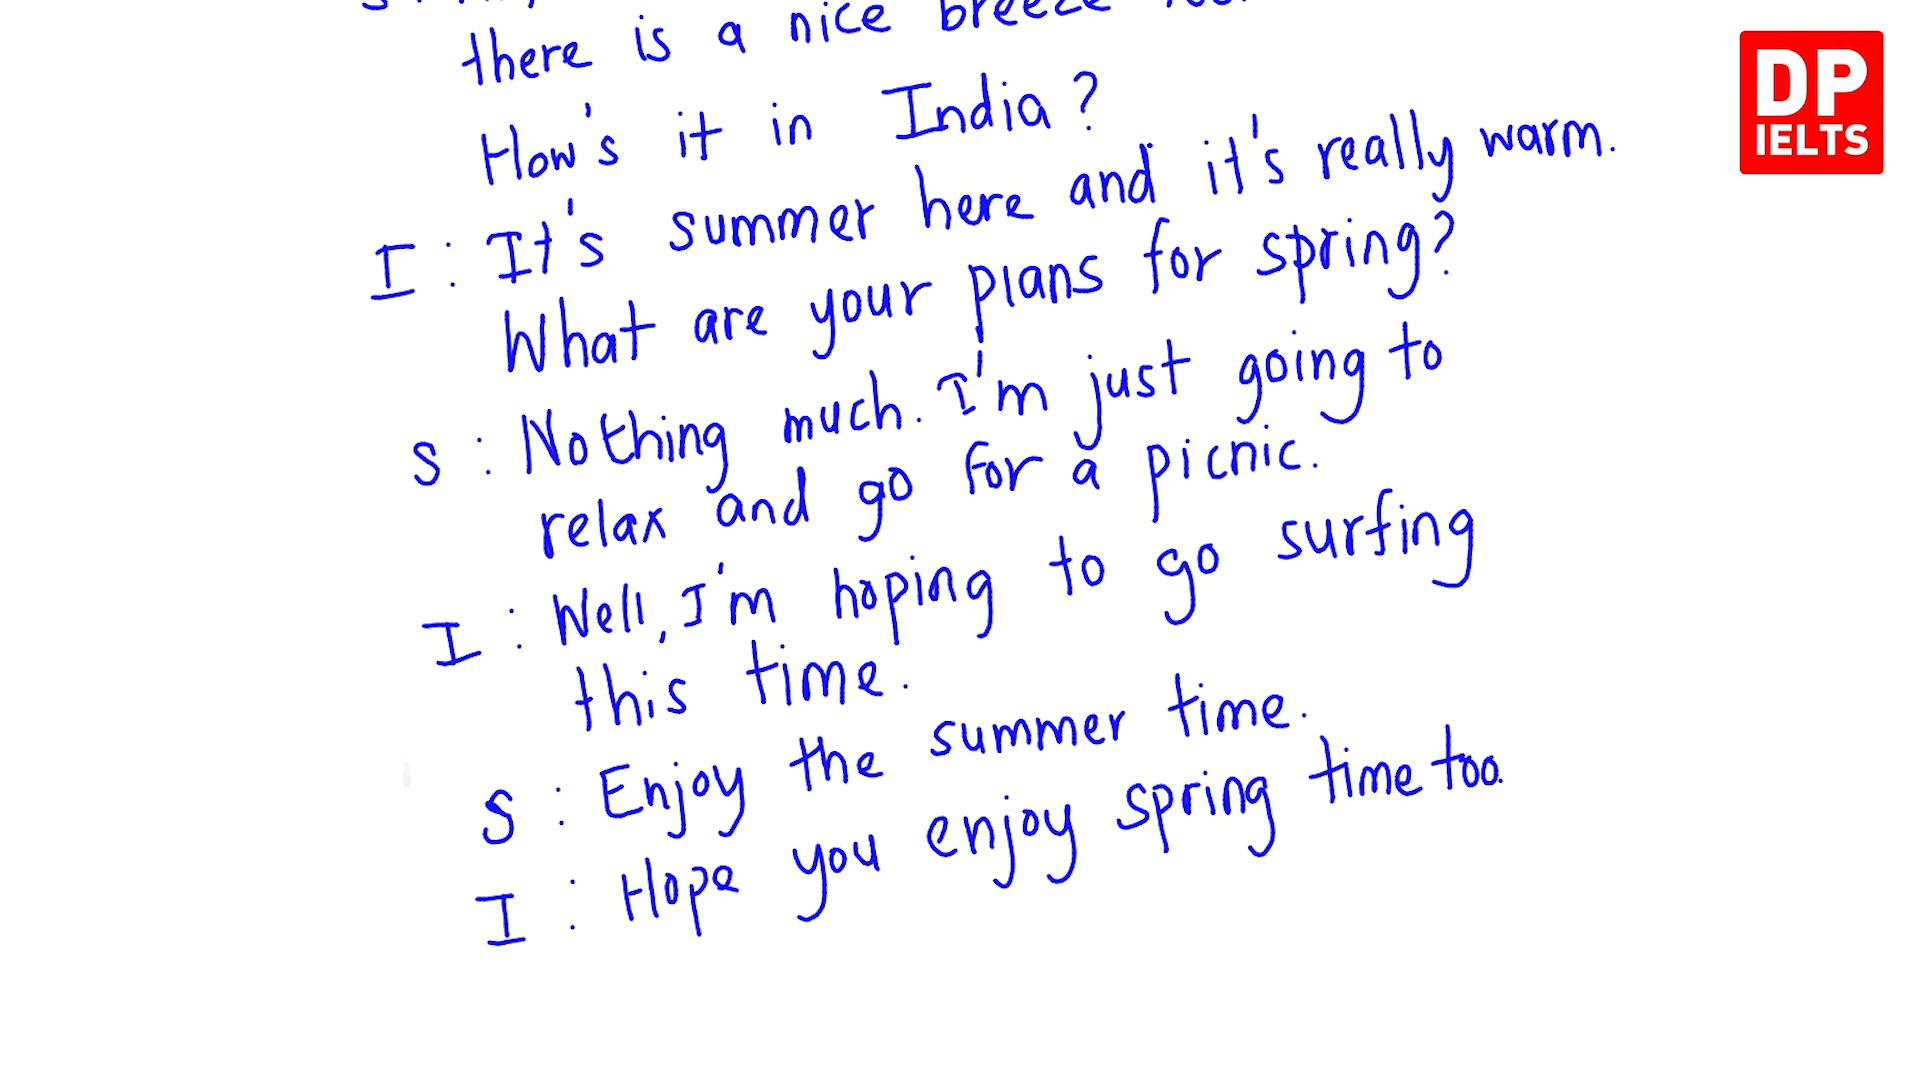 there is a nice breeze
How's it in India?
I : It's summer here and it's really warm.
What are your plans for spring?
S : Nothing much. I'm just going to
relax and go for a picnic.
I : Well, I'm hoping to go surfing
this time.
S : Enjoy the summer time.
I : Hope you enjoy spring time too.
DP
IELTS